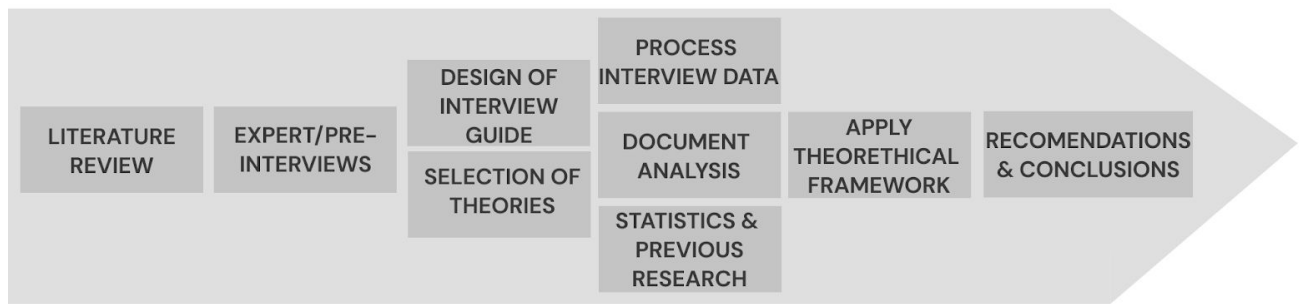 LITERATURE
REVIEW
EXPERT/PRE-
INTERVIEWS
DESIGN OF
INTERVIEW
GUIDE
SELECTION OF
THEORIES
PROCESS
INTERVIEW DATA
DOCUMENT
ANALYSIS
STATISTICS &
PREVIOUS
RESEARCH
APPLY
THEORETHICAL
FRAMEWORK
RECOMENDATIONS
& CONCLUSIONS